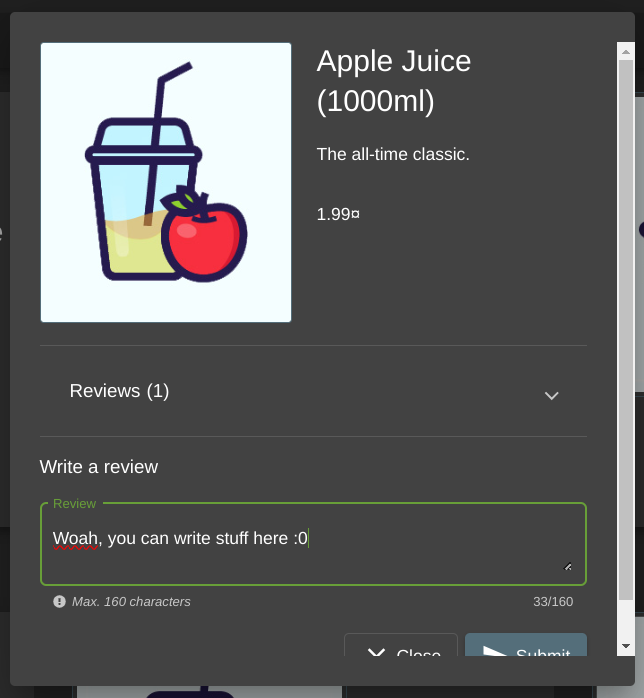 Apple Juice
(1000ml)
The all-time classic.
1.99¤
Reviews (1)
Write a review
Review
Woah, you can write stuff here :0
Max. 160 characters
33/160
Close
Submit